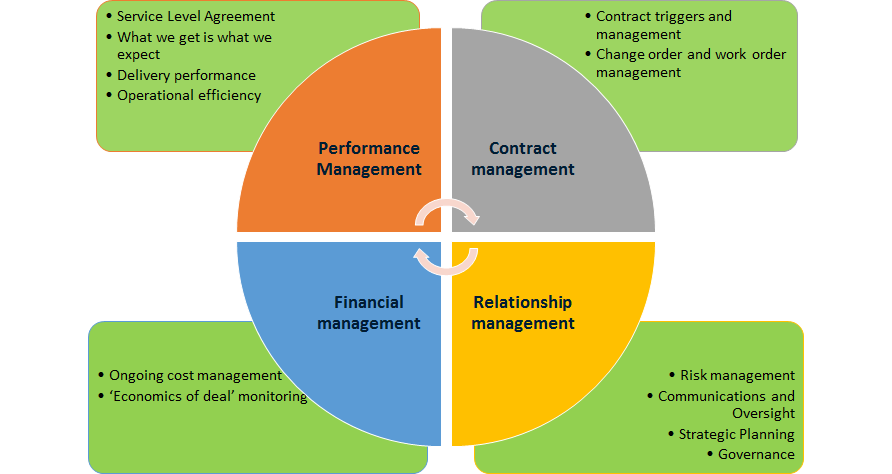 • Service Level Agreement
• What we get is what we
expect
• Delivery performance
• Operational efficiency
• Contract triggers and
management
• Change order and work order
management
Performance
Management
Contract
management
Financial
management
Relationship
management
• Ongoing cost management
• ‘Economics of deal’ monitoring
• Risk management
• Communications and
Oversight
• Strategic Planning
• Governance